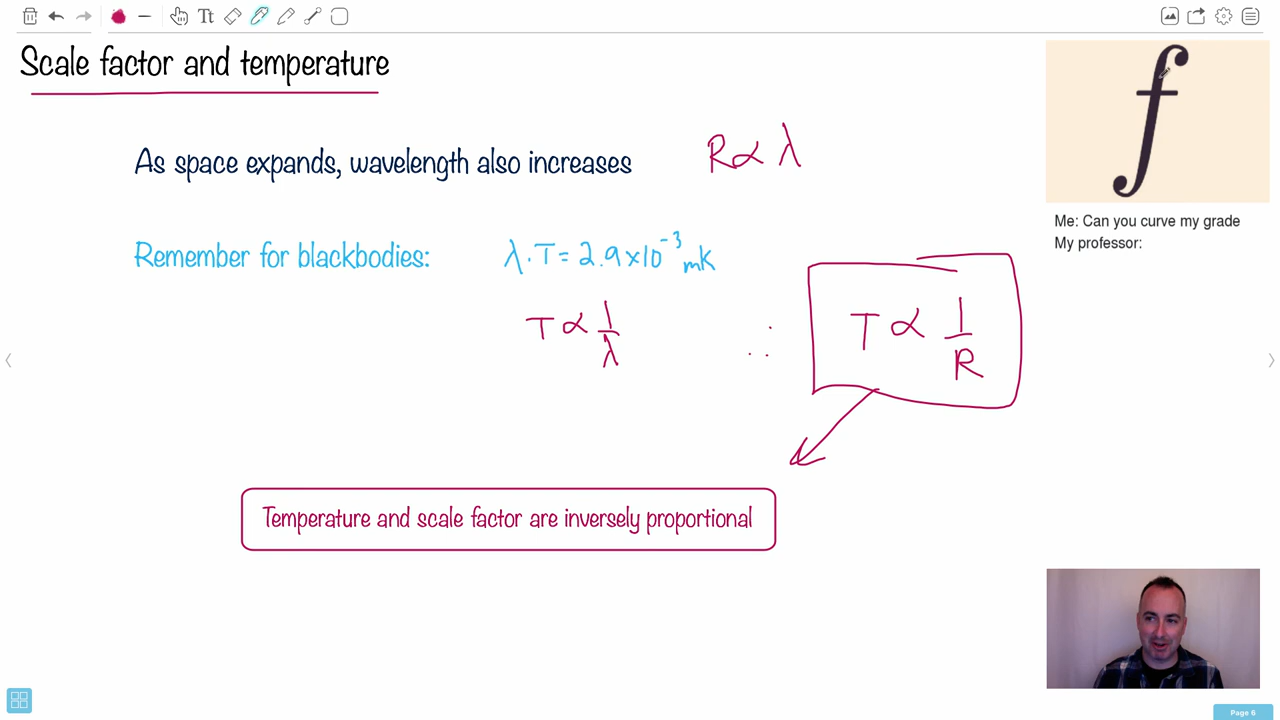 Tt
Scale factor and temperature
As space expands, wavelength also increases
R ∝ λ
Remember for blackbodies:
λ · T = 2.9 × 10⁻³ mK
T ∝ 1/λ
∴ T ∝ 1/R
Temperature and scale factor are inversely proportional
f
Me: Can you curve my grade
My professor:
Page 6